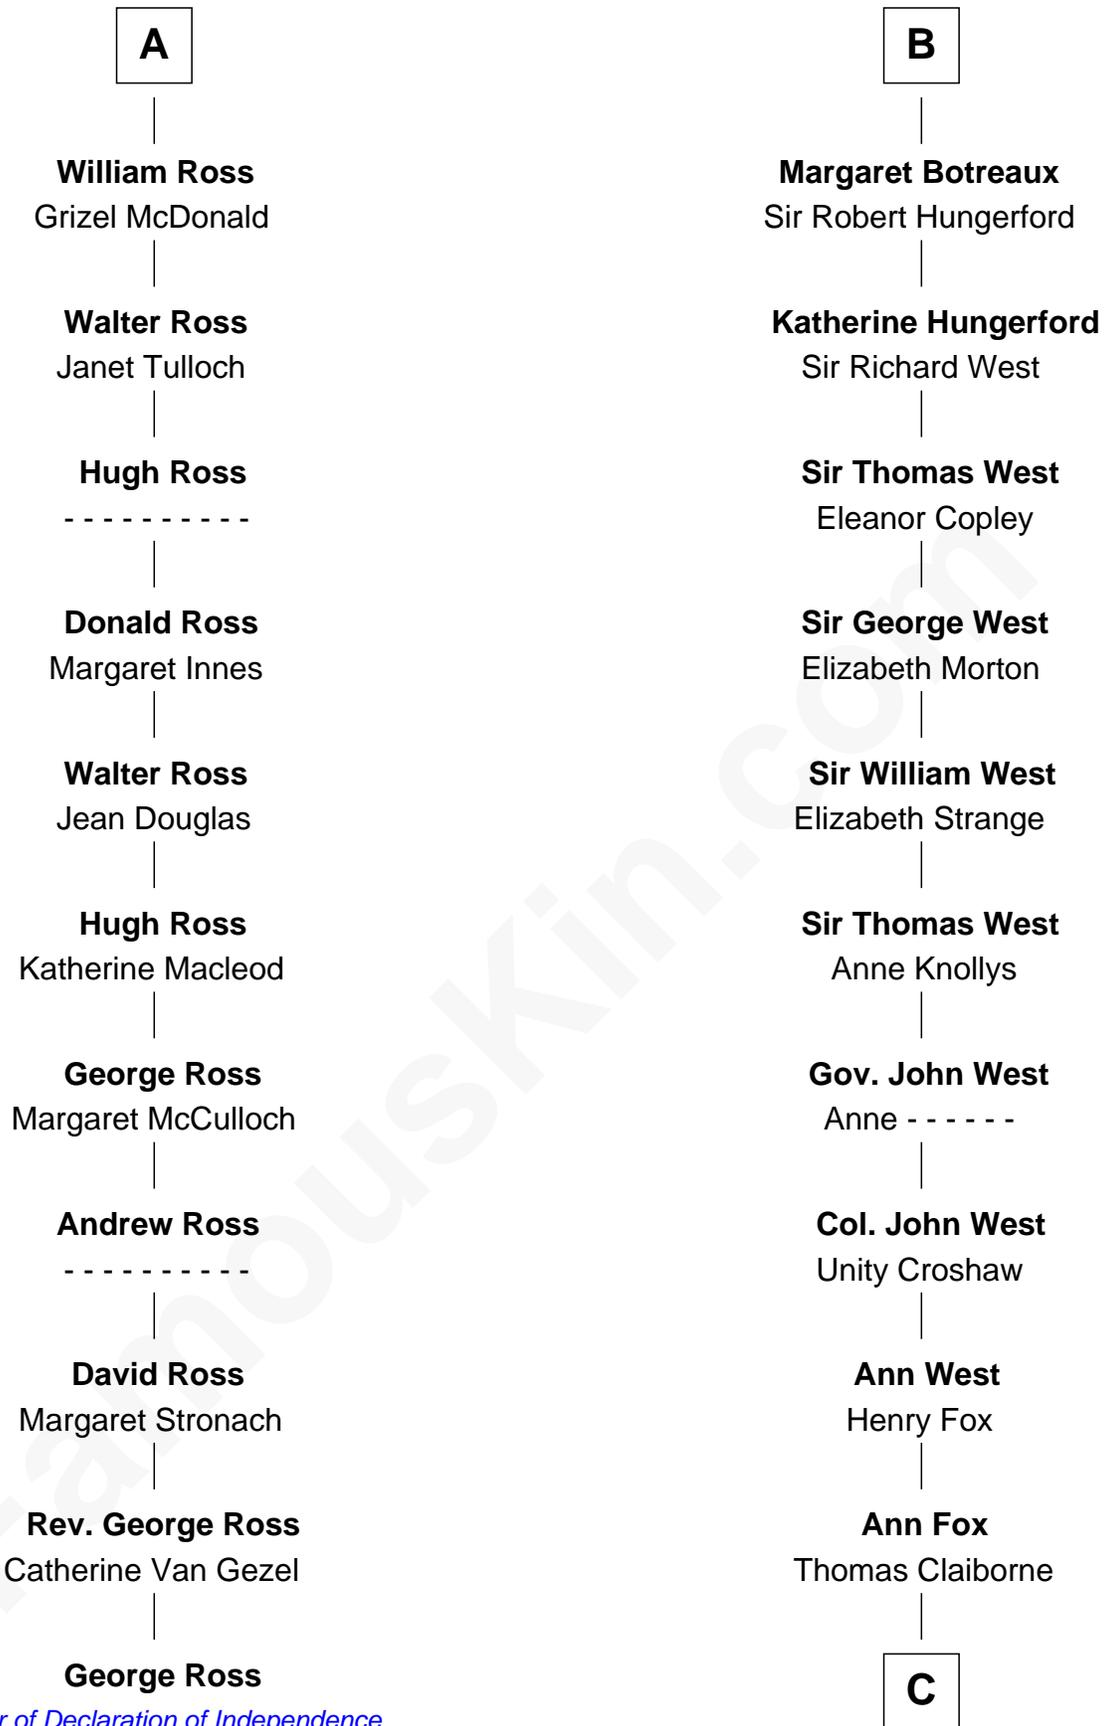 A
William Ross
Grizel McDonald
Walter Ross
Janet Tulloch
Hugh Ross
- - - - - - - - - -
Donald Ross
Margaret Innes
Walter Ross
Jean Douglas
Hugh Ross
Katherine Macleod
George Ross
Margaret McCulloch
Andrew Ross
- - - - - - - - - -
David Ross
Margaret Stronach
Rev. George Ross
Catherine Van Gezel
George Ross
of Declaration of Independence
B
Margaret Botreaux
Sir Robert Hungerford
Katherine Hungerford
Sir Richard West
Sir Thomas West
Eleanor Copley
Sir George West
Elizabeth Morton
Sir William West
Elizabeth Strange
Sir Thomas West
Anne Knollys
Gov. John West
Anne - - - - - -
Col. John West
Unity Croshaw
Ann West
Henry Fox
Ann Fox
Thomas Claiborne
C
FamousKin.com